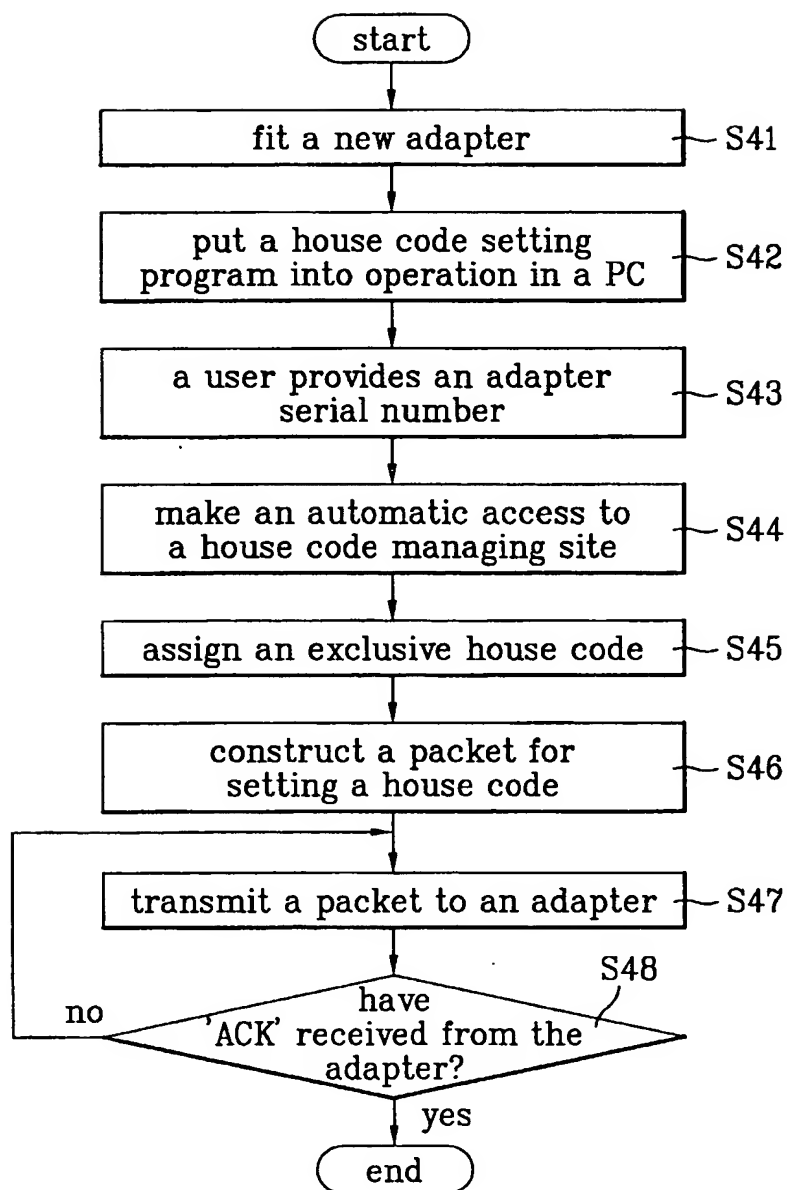 start
fit a new adapter
S41
put a house code setting
program into operation in a PC
S42
a user provides an adapter
serial number
S43
make an automatic access to
a house code managing site
S44
assign an exclusive house code
S45
construct a packet for
setting a house code
S46
transmit a packet to an adapter
S47
S48
have
'ACK' received from the
adapter?
no
yes
end